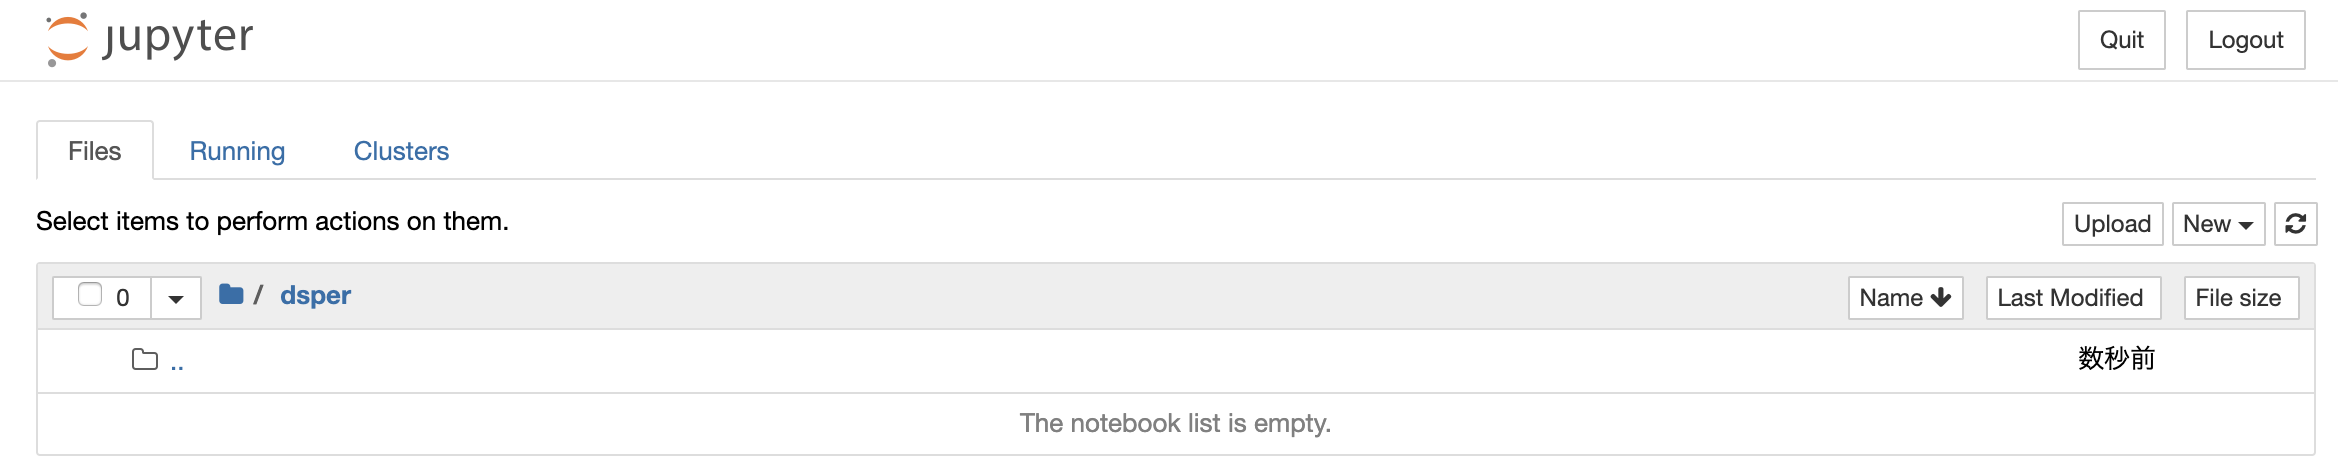 jupyter Quit Logout
Files Running Clusters
Select items to perform actions on them. Upload New
0 / dsper Name Last Modified File size
.. 数秒前
The notebook list is empty.